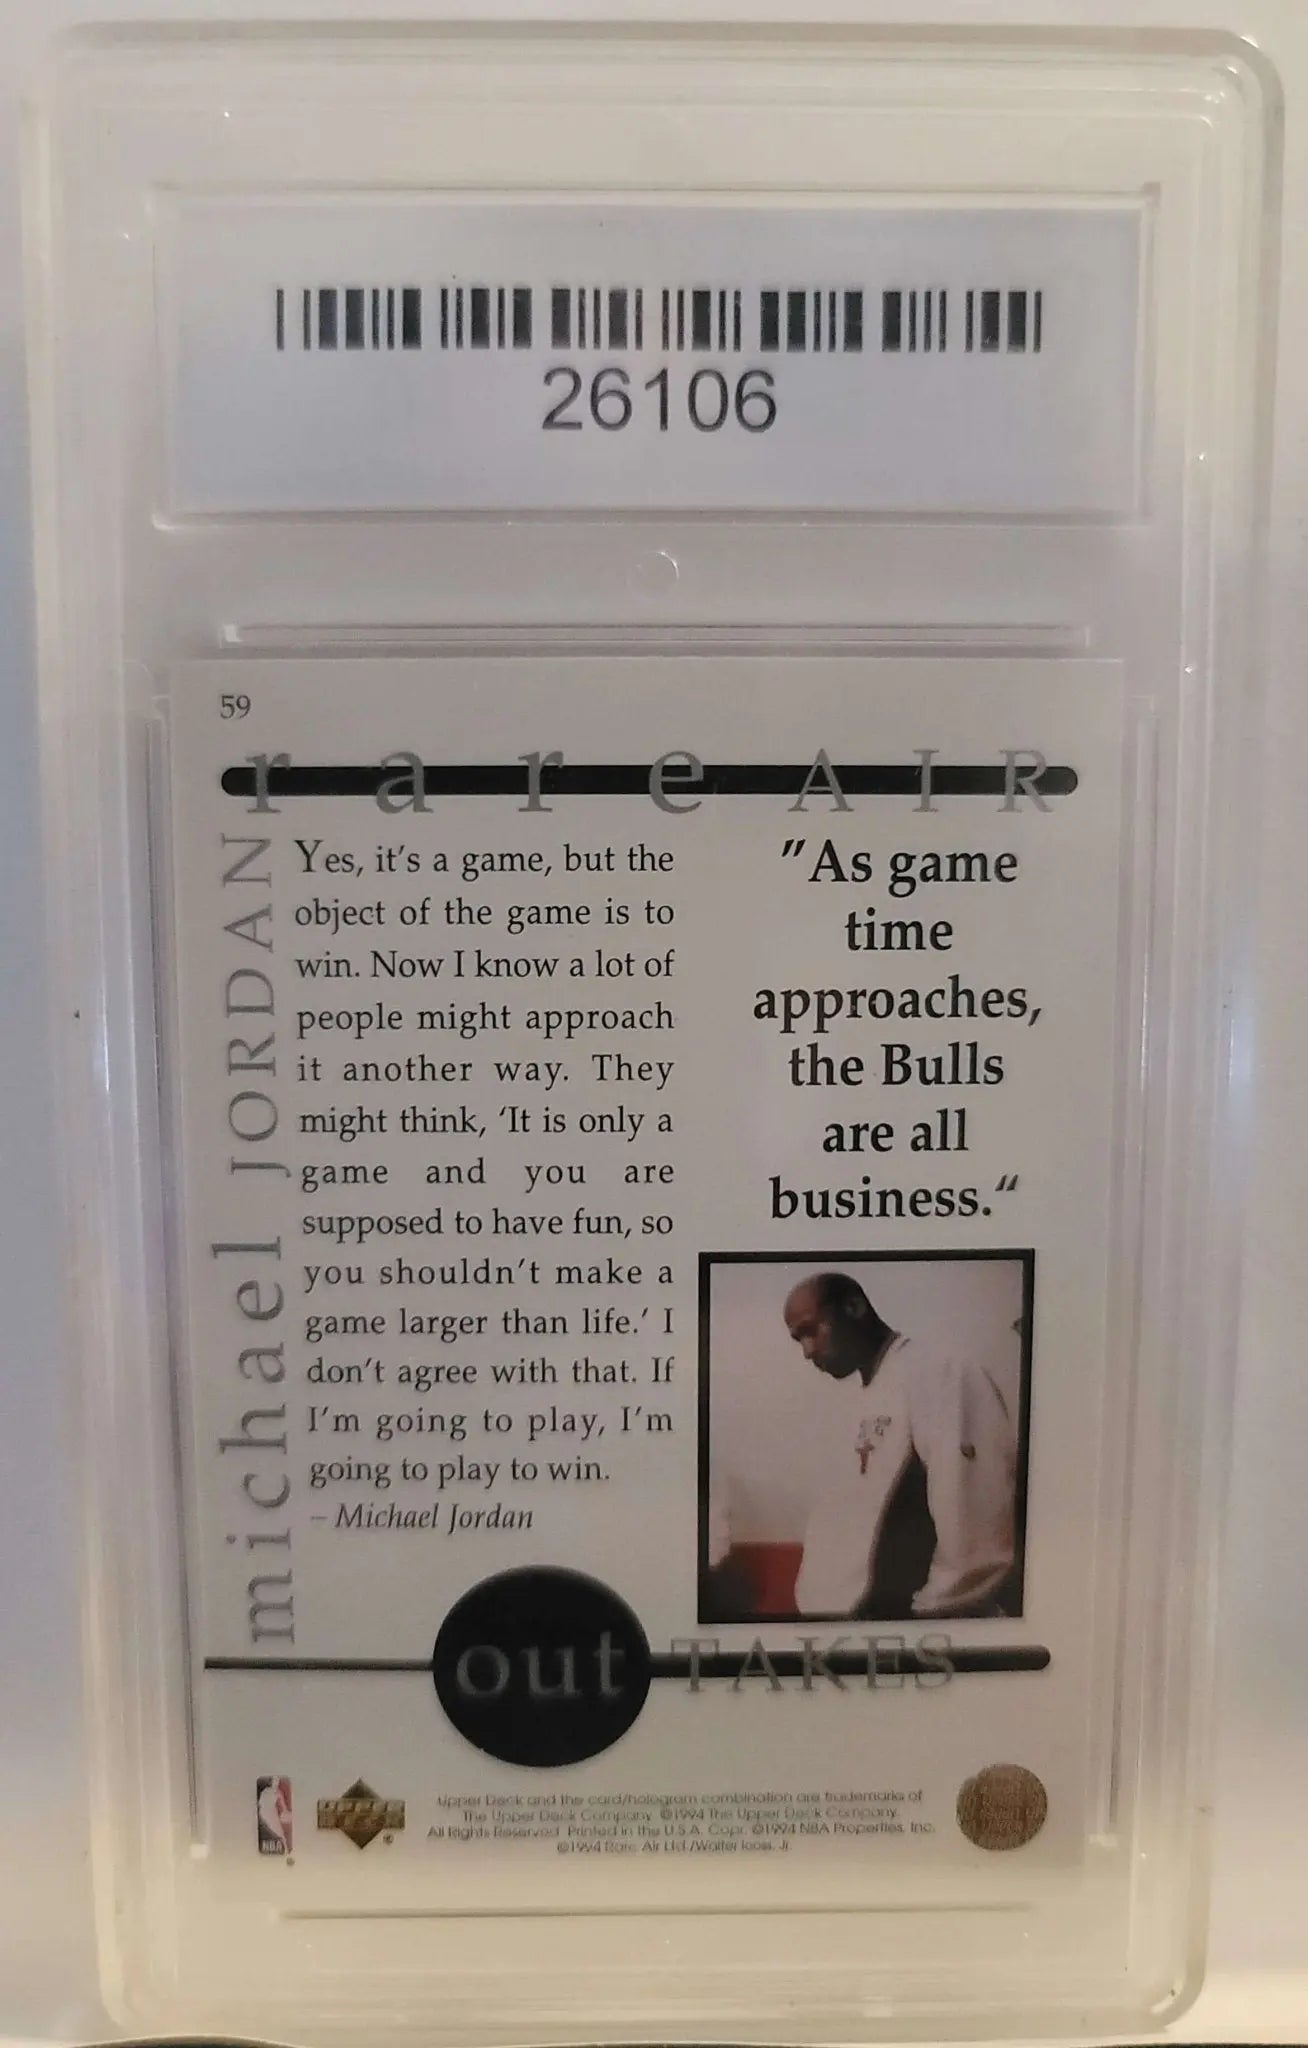 26106
59
rare AIR
michael JORDAN
Yes, it's a game, but the
object of the game is to
win. Now I know a lot of
people might approach
it another way. They
might think, 'It is only a
game and you are
supposed to have fun, so
you shouldn't make a
game larger than life.' I
don't agree with that. If
I'm going to play, I'm
going to play to win.
– Michael Jordan
"As game
time
approaches,
the Bulls
are all
business."
out TAKES
NBA
UPPER DECK
Upper Deck and the card/hologram combination are trademarks of
The Upper Deck Company. ©1994 The Upper Deck Company.
All Rights Reserved. Printed in the U.S.A. Copr. ©1994 NBA Properties, Inc.
©1994 Rare Air Ltd./Walter Iooss, Jr.